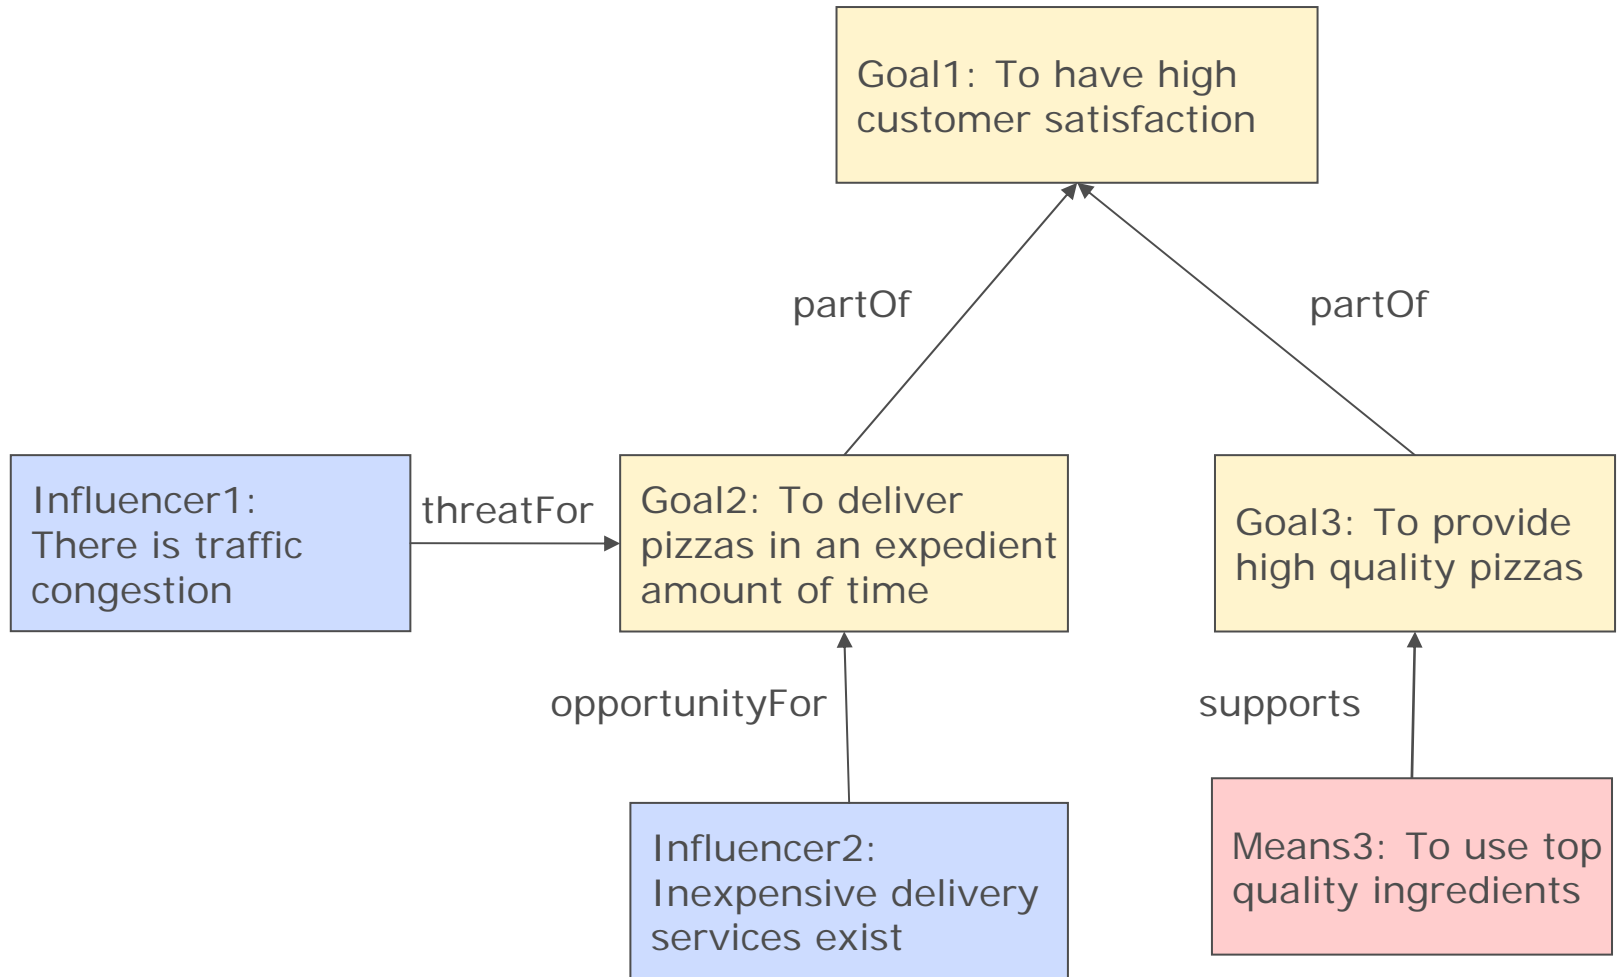 Goal1: To have high
customer satisfaction
partOf
partOf
Influencer1:
There is traffic
congestion
threatFor
Goal2: To deliver
pizzas in an expedient
amount of time
Goal3: To provide
high quality pizzas
opportunityFor
supports
Influencer2:
Inexpensive delivery
services exist
Means3: To use top
quality ingredients